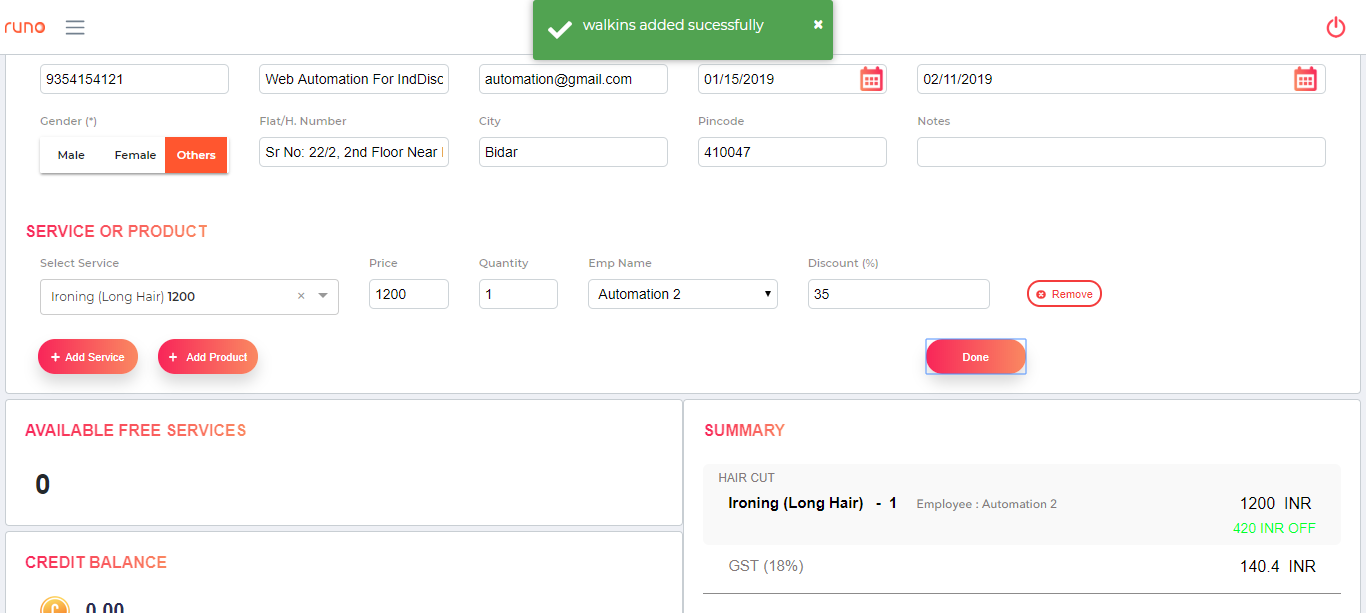 runo
walkins added sucessfully
9354154121 Web Automation For IndDisc automation@gmail.com 01/15/2019 02/11/2019
Gender (*) Flat/H. Number City Pincode Notes
Male Female Others Sr No: 22/2, 2nd Floor Near Bidar 410047
SERVICE OR PRODUCT
Select Service Price Quantity Emp Name Discount (%)
Ironing (Long Hair) 1200 × 1200 1 Automation 2 35 Remove
+ Add Service + Add Product Done
AVAILABLE FREE SERVICES
0
CREDIT BALANCE
0.00
SUMMARY
HAIR CUT
Ironing (Long Hair) - 1 Employee : Automation 2 1200 INR
420 INR OFF
GST (18%) 140.4 INR